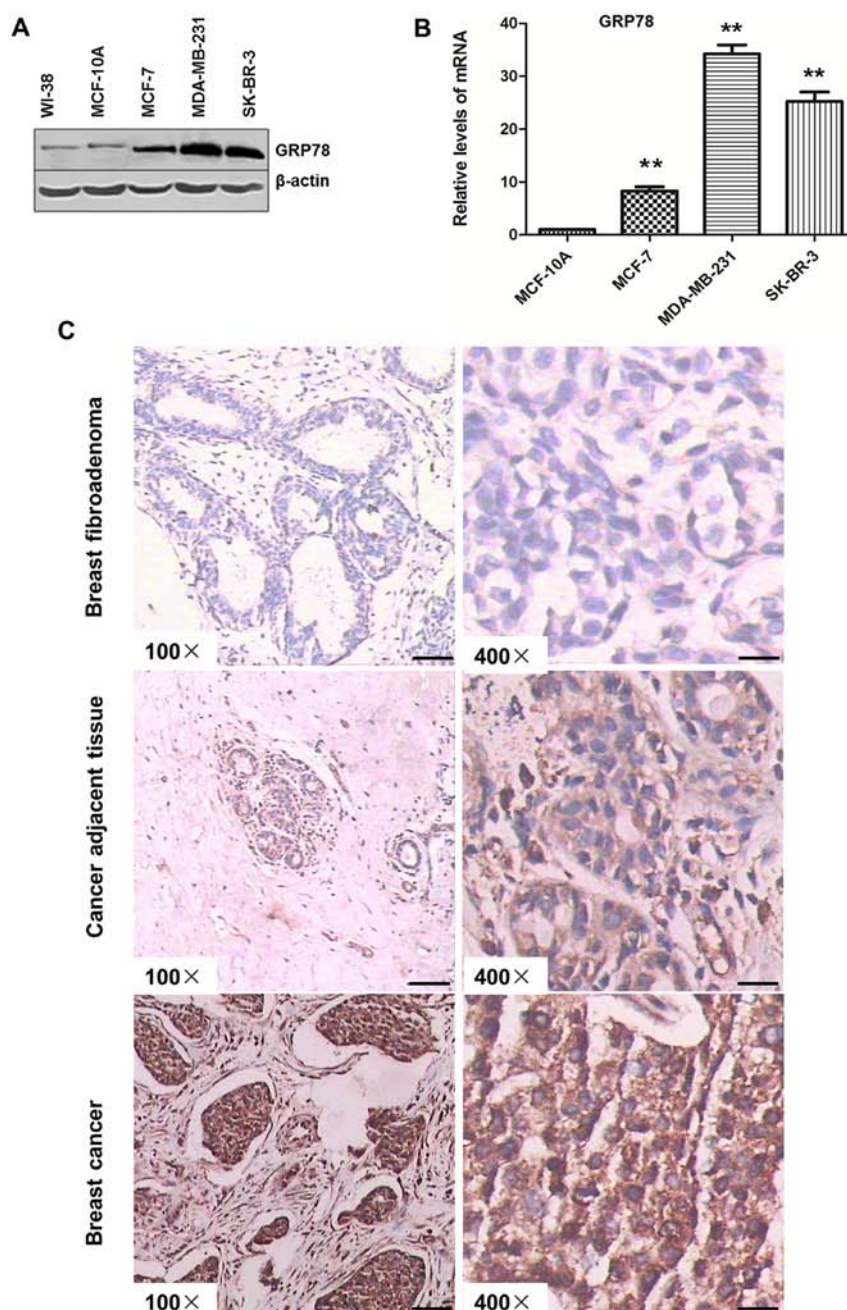 A
WI-38
MCF-10A
MCF-7
MDA-MB-231
SK-BR-3
GRP78
β-actin
B
GRP78
Relative levels of mRNA
40
30
20
10
0
**
**
**
MCF-10A
MCF-7
MDA-MB-231
SK-BR-3
C
Breast fibroadenoma
100×
400×
Cancer adjacent tissue
100×
400×
Breast cancer
100×
400×